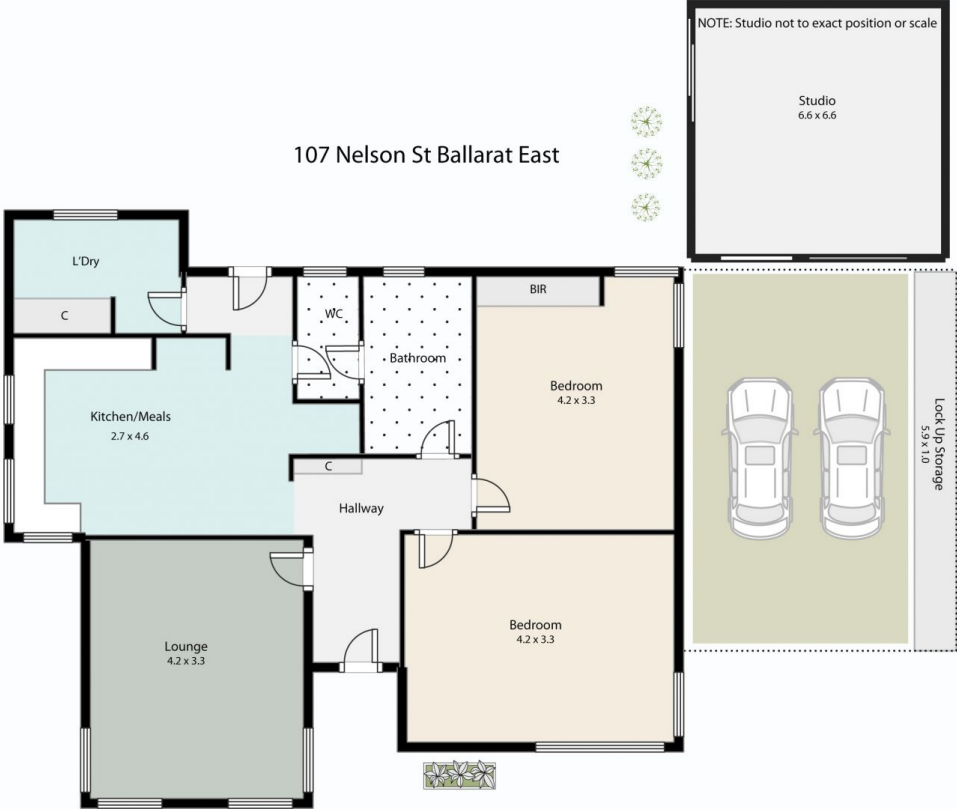 NOTE: Studio not to exact position or scale
Studio
6.6 x 6.6
107 Nelson St Ballarat East
L'Dry
C
WC
BIR
Bathroom
Bedroom
4.2 x 3.3
Kitchen/Meals
2.7 x 4.6
C
Hallway
Lock Up Storage
5.9 x 1.0
Bedroom
4.2 x 3.3
Lounge
4.2 x 3.3